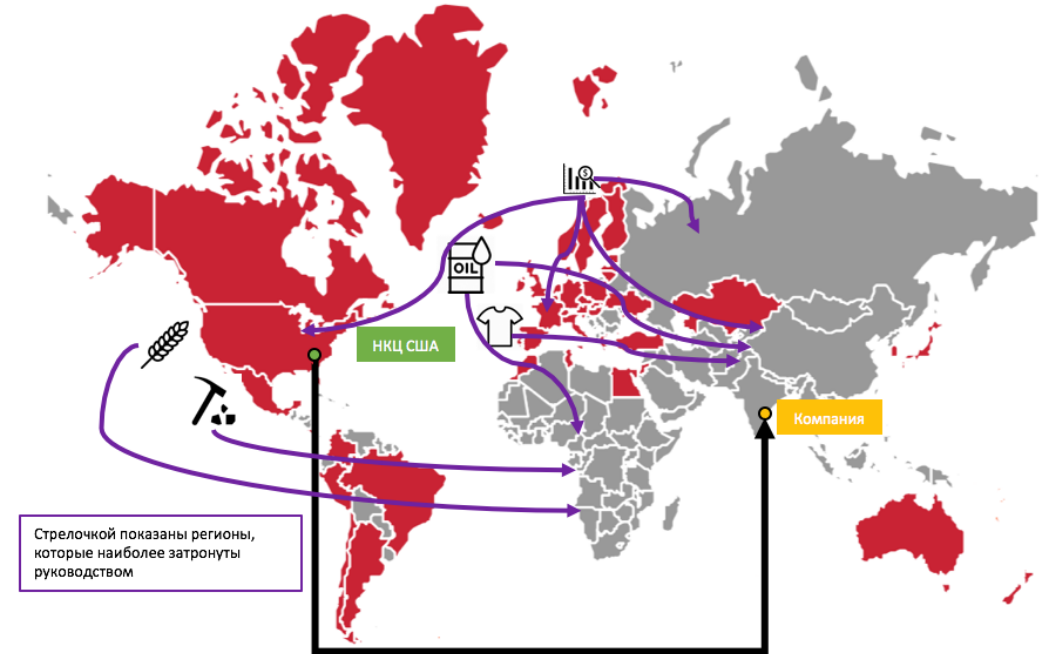 $
OIL
НКЦ США
Компания
Стрелочкой показаны регионы,
которые наиболее затронуты
руководством